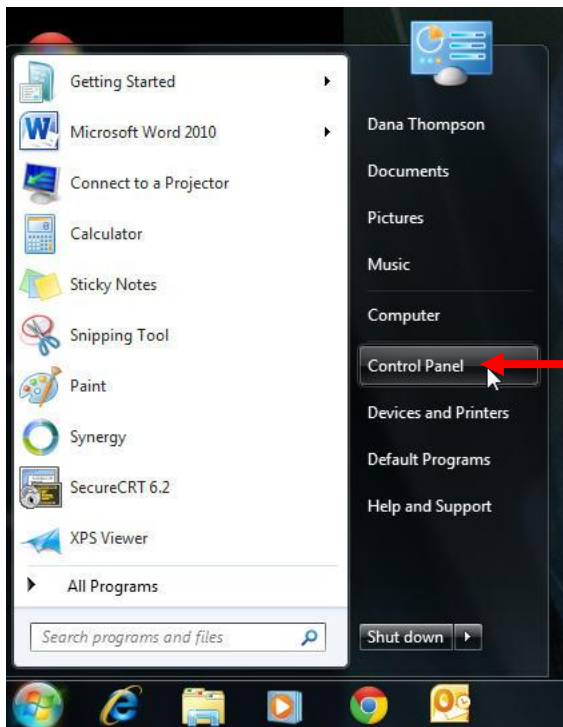 Getting Started
Microsoft Word 2010
Connect to a Projector
Calculator
Sticky Notes
Snipping Tool
Paint
Synergy
SecureCRT 6.2
XPS Viewer
All Programs
Search programs and files
Dana Thompson
Documents
Pictures
Music
Computer
Control Panel
Devices and Printers
Default Programs
Help and Support
Shut down